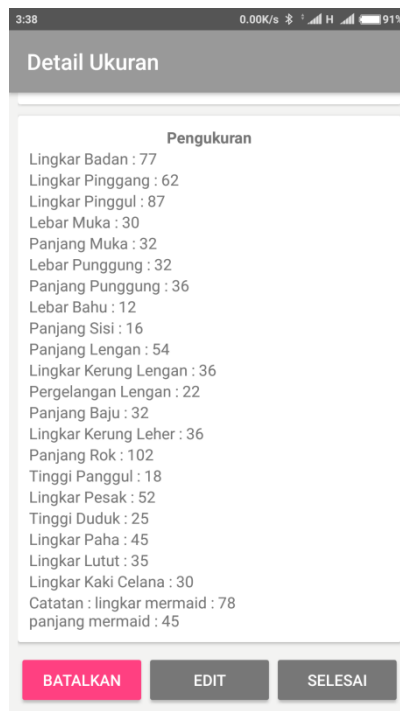 3:38
0.00K/s H 91%
Detail Ukuran
Pengukuran
Lingkar Badan : 77
Lingkar Pinggang : 62
Lingkar Pinggul : 87
Lebar Muka : 30
Panjang Muka : 32
Lebar Punggung : 32
Panjang Punggung : 36
Lebar Bahu : 12
Panjang Sisi : 16
Panjang Lengan : 54
Lingkar Kerung Lengan : 36
Pergelangan Lengan : 22
Panjang Baju : 32
Lingkar Kerung Leher : 36
Panjang Rok : 102
Tinggi Panggul : 18
Lingkar Pesak : 52
Tinggi Duduk : 25
Lingkar Paha : 45
Lingkar Lutut : 35
Lingkar Kaki Celana : 30
Catatan : lingkar mermaid : 78
panjang mermaid : 45
BATALKAN
EDIT
SELESAI